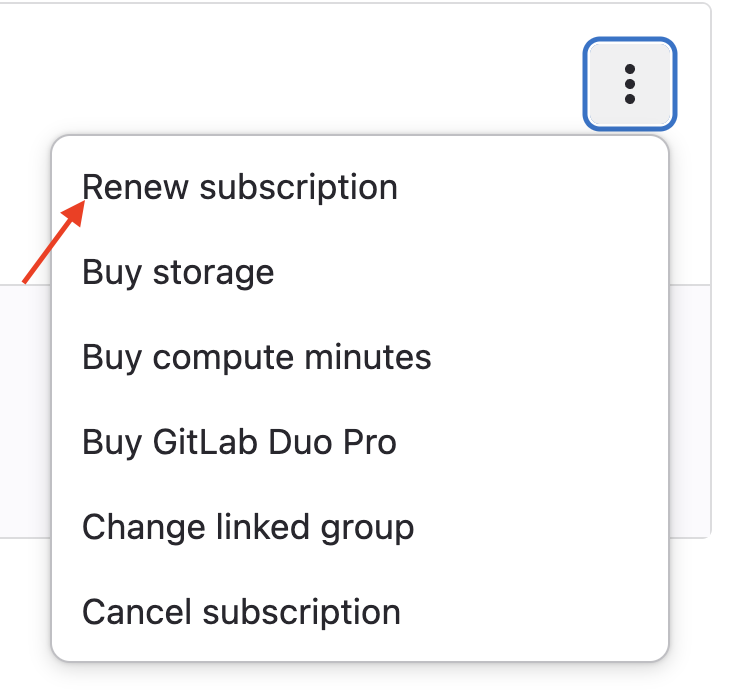 Renew subscription
Buy storage
Buy compute minutes
Buy GitLab Duo Pro
Change linked group
Cancel subscription